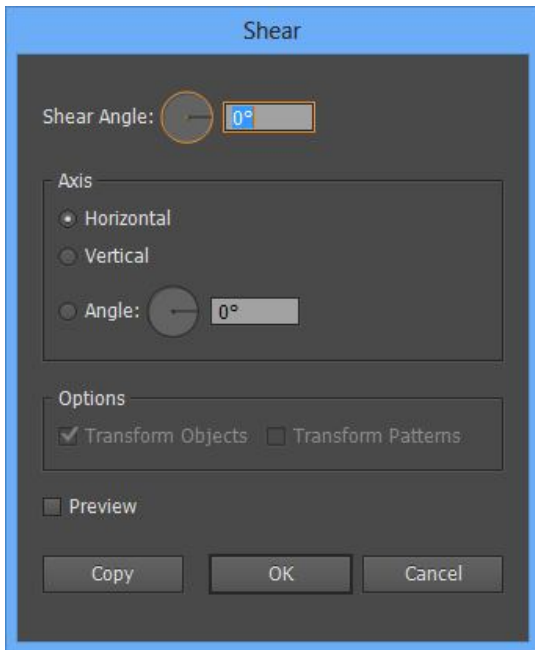 Shear
Shear Angle: 0°
Axis
Horizontal
Vertical
Angle: 0°
Options
Transform Objects Transform Patterns
Preview
Copy OK Cancel